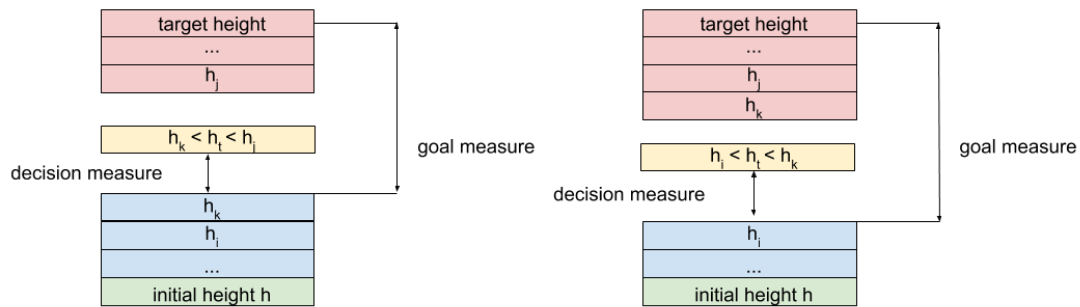 target height
...
h_j
h_k < h_t < h_j
goal measure
decision measure
h_k
h_i
...
initial height h
target height
...
h_j
h_k
h_i < h_t < h_k
goal measure
decision measure
h_i
...
initial height h